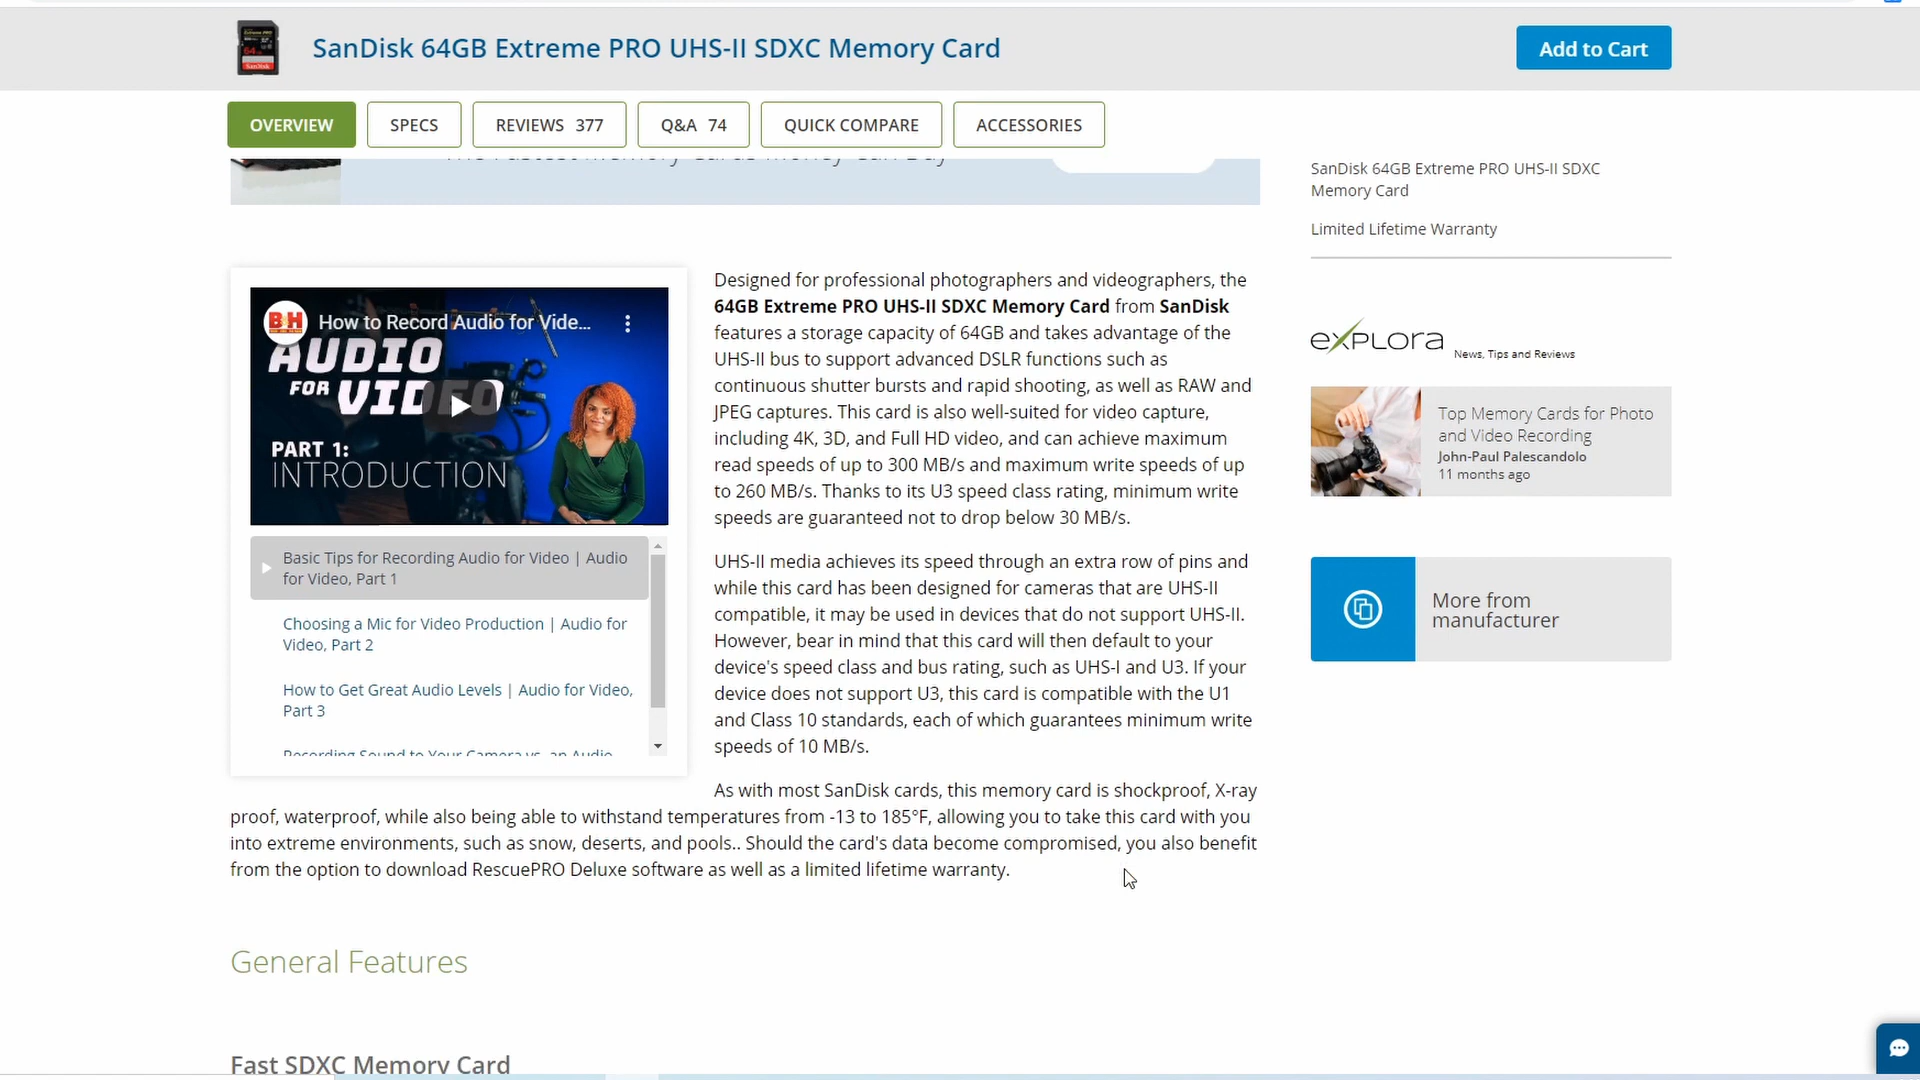 SanDisk 64GB Extreme PRO UHS-II SDXC Memory Card
Add to Cart
OVERVIEW
SPECS
REVIEWS 377
Q&A 74
QUICK COMPARE
ACCESSORIES
The Fastest Memory Cards Money Can Buy
SanDisk 64GB Extreme PRO UHS-II SDXC
Memory Card
Limited Lifetime Warranty
B&H
How to Record Audio for Vide...
AUDIO
FOR VIDEO
PART 1:
INTRODUCTION
Basic Tips for Recording Audio for Video | Audio
for Video, Part 1
Choosing a Mic for Video Production | Audio for
Video, Part 2
How to Get Great Audio Levels | Audio for Video,
Part 3
Recording Sound to Your Camera vs. an Audio
Designed for professional photographers and videographers, the
64GB Extreme PRO UHS-II SDXC Memory Card from SanDisk
features a storage capacity of 64GB and takes advantage of the
UHS-II bus to support advanced DSLR functions such as
continuous shutter bursts and rapid shooting, as well as RAW and
JPEG captures. This card is also well-suited for video capture,
including 4K, 3D, and Full HD video, and can achieve maximum
read speeds of up to 300 MB/s and maximum write speeds of up
to 260 MB/s. Thanks to its U3 speed class rating, minimum write
speeds are guaranteed not to drop below 30 MB/s.
UHS-II media achieves its speed through an extra row of pins and
while this card has been designed for cameras that are UHS-II
compatible, it may be used in devices that do not support UHS-II.
However, bear in mind that this card will then default to your
device's speed class and bus rating, such as UHS-I and U3. If your
device does not support U3, this card is compatible with the U1
and Class 10 standards, each of which guarantees minimum write
speeds of 10 MB/s.
As with most SanDisk cards, this memory card is shockproof, X-ray
proof, waterproof, while also being able to withstand temperatures from -13 to 185°F, allowing you to take this card with you
into extreme environments, such as snow, deserts, and pools.. Should the card's data become compromised, you also benefit
from the option to download RescuePRO Deluxe software as well as a limited lifetime warranty.
explora News, Tips and Reviews
Top Memory Cards for Photo
and Video Recording
John-Paul Palescandolo
11 months ago
More from
manufacturer
General Features
Fast SDXC Memory Card